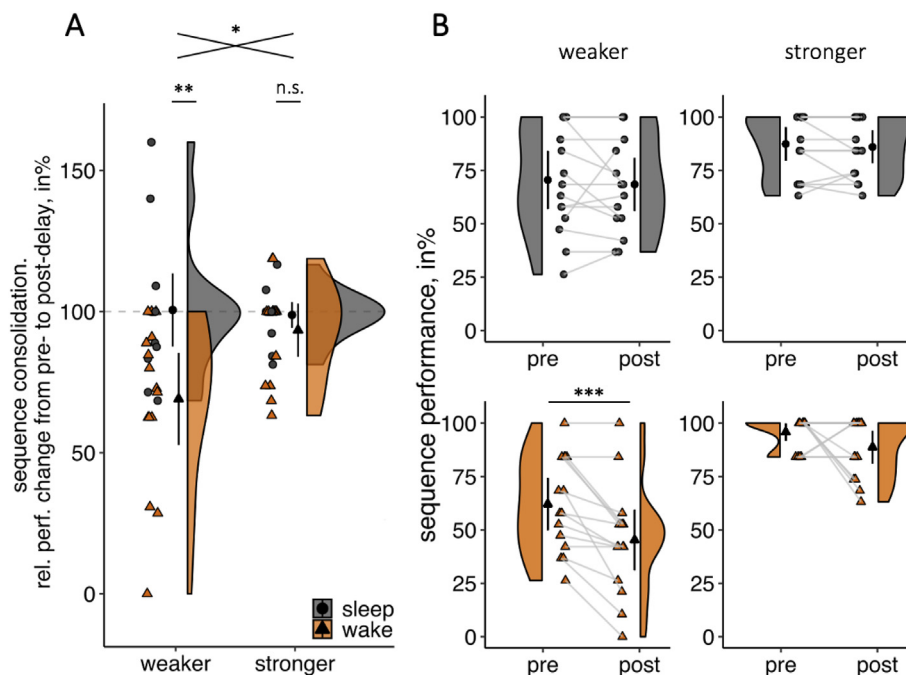 A
*
**
n.s.
sequence consolidation.
rel. perf. change from pre- to post-delay, in%
150
100
50
0
sleep
wake
weaker
stronger
B
weaker
stronger
sequence performance, in%
100
75
50
25
0
pre
post
100
75
50
25
0
pre
post
***
100
75
50
25
0
pre
post
100
75
50
25
0
pre
post